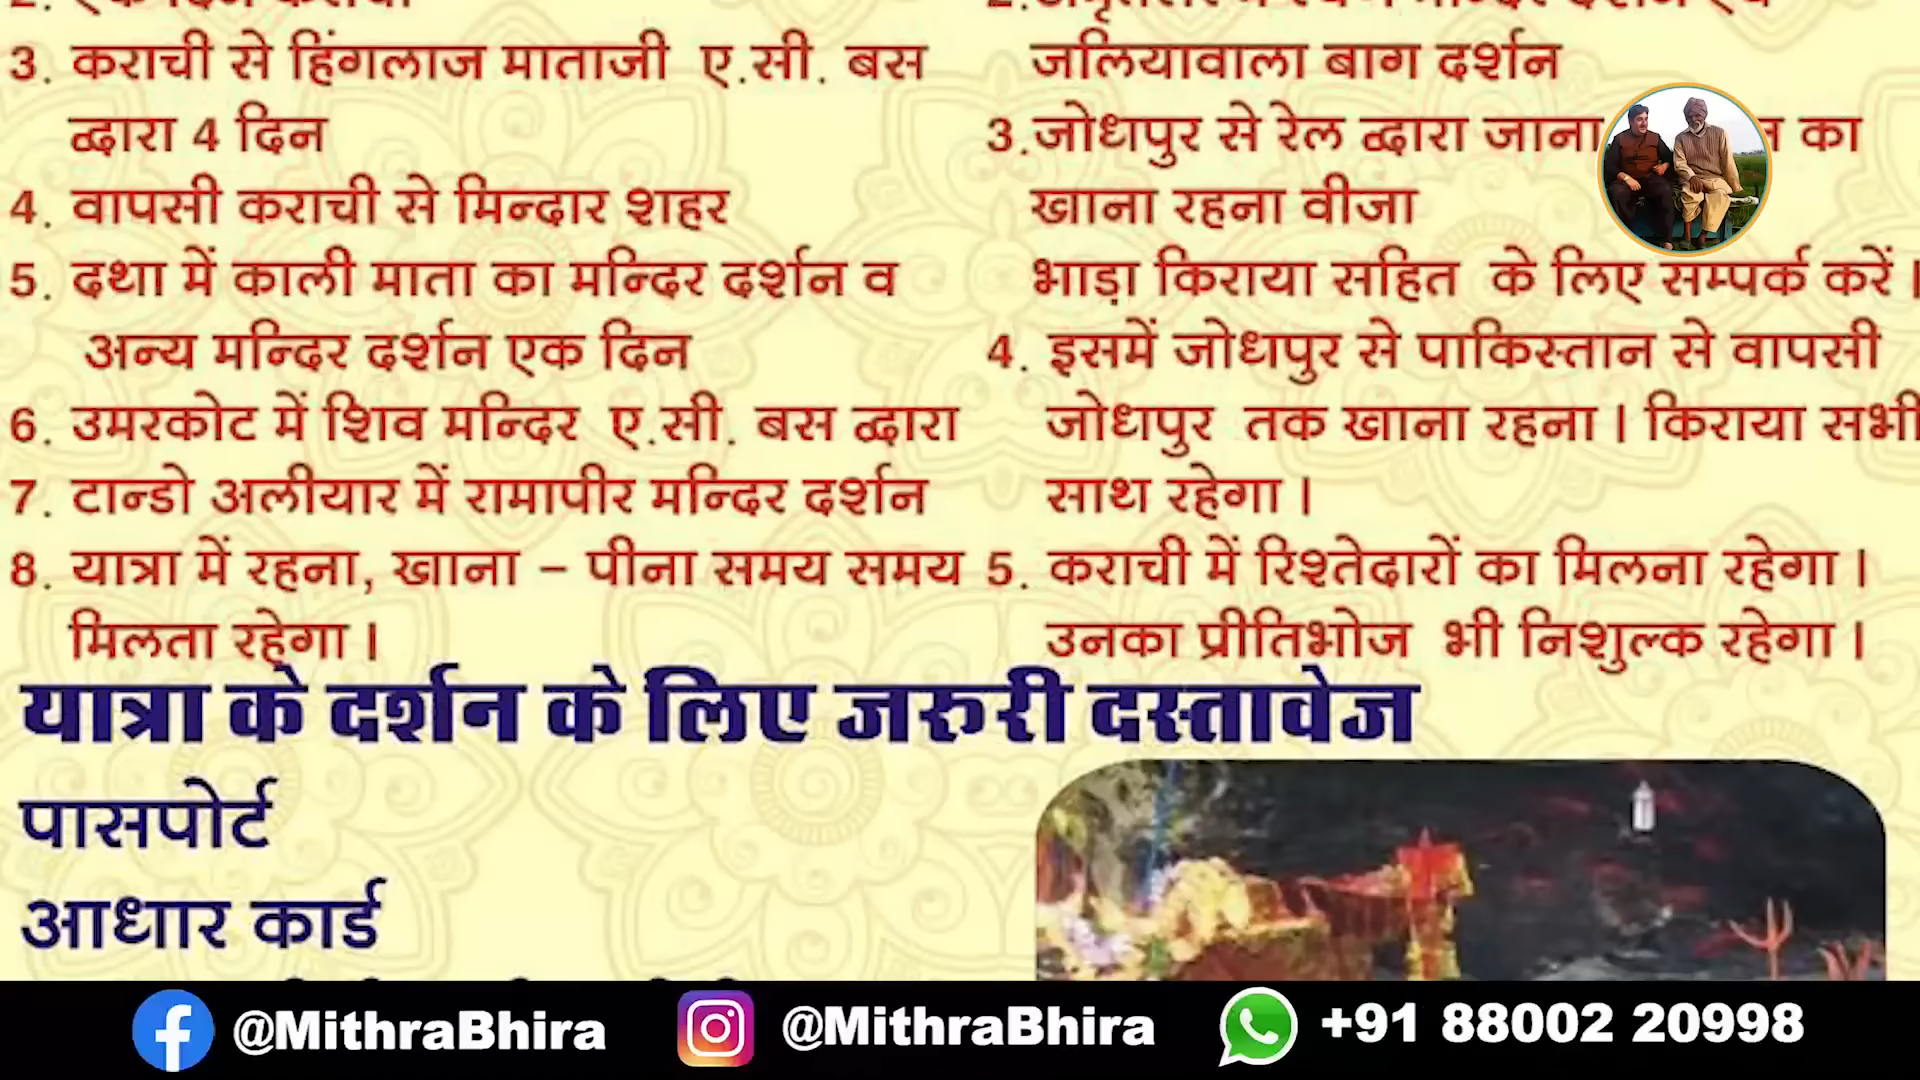 3. कराची से हिंगलाज माताजी ए.सी. बस
द्वारा 4 दिन
4. वापसी कराची से मिन्दार शहर
5. दथा में काली माता का मन्दिर दर्शन व
अन्य मन्दिर दर्शन एक दिन
6. उमरकोट में शिव मन्दिर ए.सी. बस द्वारा
7. टान्डो अलीयार में रामापीर मन्दिर दर्शन
8. यात्रा में रहना, खाना – पीना समय समय
मिलता रहेगा ।
जलियावाला बाग दर्शन
3.जोधपुर से रेल द्वारा जाना का
खाना रहना वीजा
भाड़ा किराया सहित के लिए सम्पर्क करें ।
4. इसमें जोधपुर से पाकिस्तान से वापसी
जोधपुर तक खाना रहना । किराया सभी
साथ रहेगा ।
5. कराची में रिश्तेदारों का मिलना रहेगा ।
उनका प्रीतिभोज भी निशुल्क रहेगा ।
यात्रा के दर्शन के लिए जरुरी दस्तावेज
पासपोर्ट
आधार कार्ड
@MithraBhira @MithraBhira +91 88002 20998